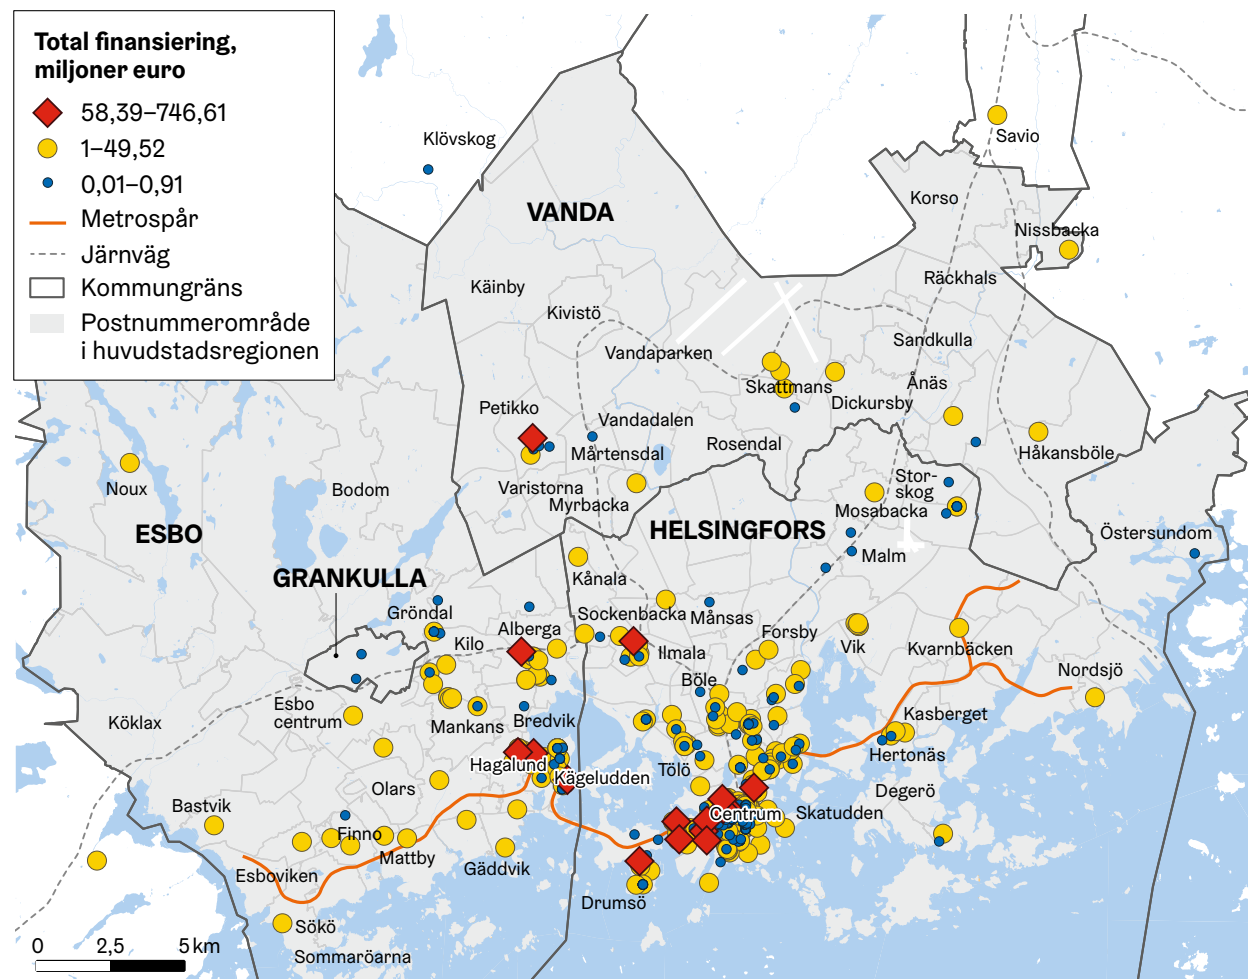 Total finansiering,
miljoner euro
58,39–746,61
1–49,52
0,01–0,91
Metrospår
Järnväg
Kommungräns
Postnummerområde
i huvudstadsregionen
Klövskog
Savio
Korso
VANDA
Nissbacka
Räckhals
Käinby
Kivistö
Sandkulla
Vandaparken
Skattmans
Ånäs
Dickursby
Petikko
Vandadalen
Rosendal
Mårtensdal
Håkansböle
Noux
Bodom
Varistorna
Myrbacka
Stor-
skog
Mosabacka
ESBO
HELSINGFORS
Östersundom
Malm
GRANKULLA
Kånala
Gröndal
Sockenbacka
Månsas
Kilo
Alberga
Forsby
Vik
Ilmala
Kvarnbäcken
Nordsjö
Böle
Esbo
centrum
Köklax
Mankans
Bredvik
Kasberget
Hagalund
Hertonäs
Kägeludden
Tölö
Olars
Degerö
Bastvik
Centrum
Skatudden
Finno
Mattby
Gäddvik
Esboviken
Drumsö
Sökö
Sommaröarna
0 2,5 5 km